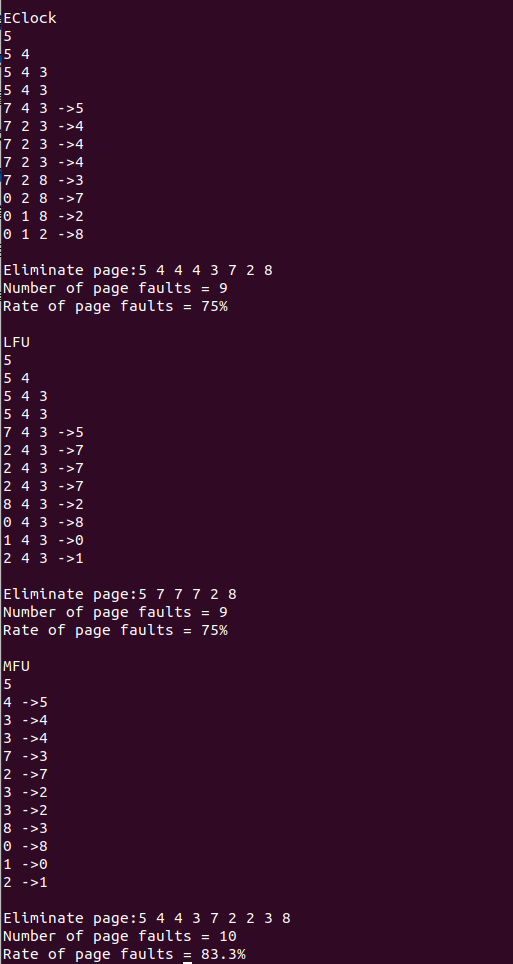 EClock
5
5 4
5 4 3
5 4 3
7 4 3 ->5
7 2 3 ->4
7 2 3 ->4
7 2 3 ->4
7 2 8 ->3
0 2 8 ->7
0 1 8 ->2
0 1 2 ->8
Eliminate page:5 4 4 4 3 7 2 8
Number of page faults = 9
Rate of page faults = 75%
LFU
5
5 4
5 4 3
5 4 3
7 4 3 ->5
2 4 3 ->7
2 4 3 ->7
2 4 3 ->7
8 4 3 ->2
0 4 3 ->8
1 4 3 ->0
2 4 3 ->1
Eliminate page:5 7 7 7 2 8
Number of page faults = 9
Rate of page faults = 75%
MFU
5
4 ->5
3 ->4
3 ->4
7 ->3
2 ->7
3 ->2
3 ->2
8 ->3
0 ->8
1 ->0
2 ->1
Eliminate page:5 4 4 3 7 2 2 3 8
Number of page faults = 10
Rate of page faults = 83.3%